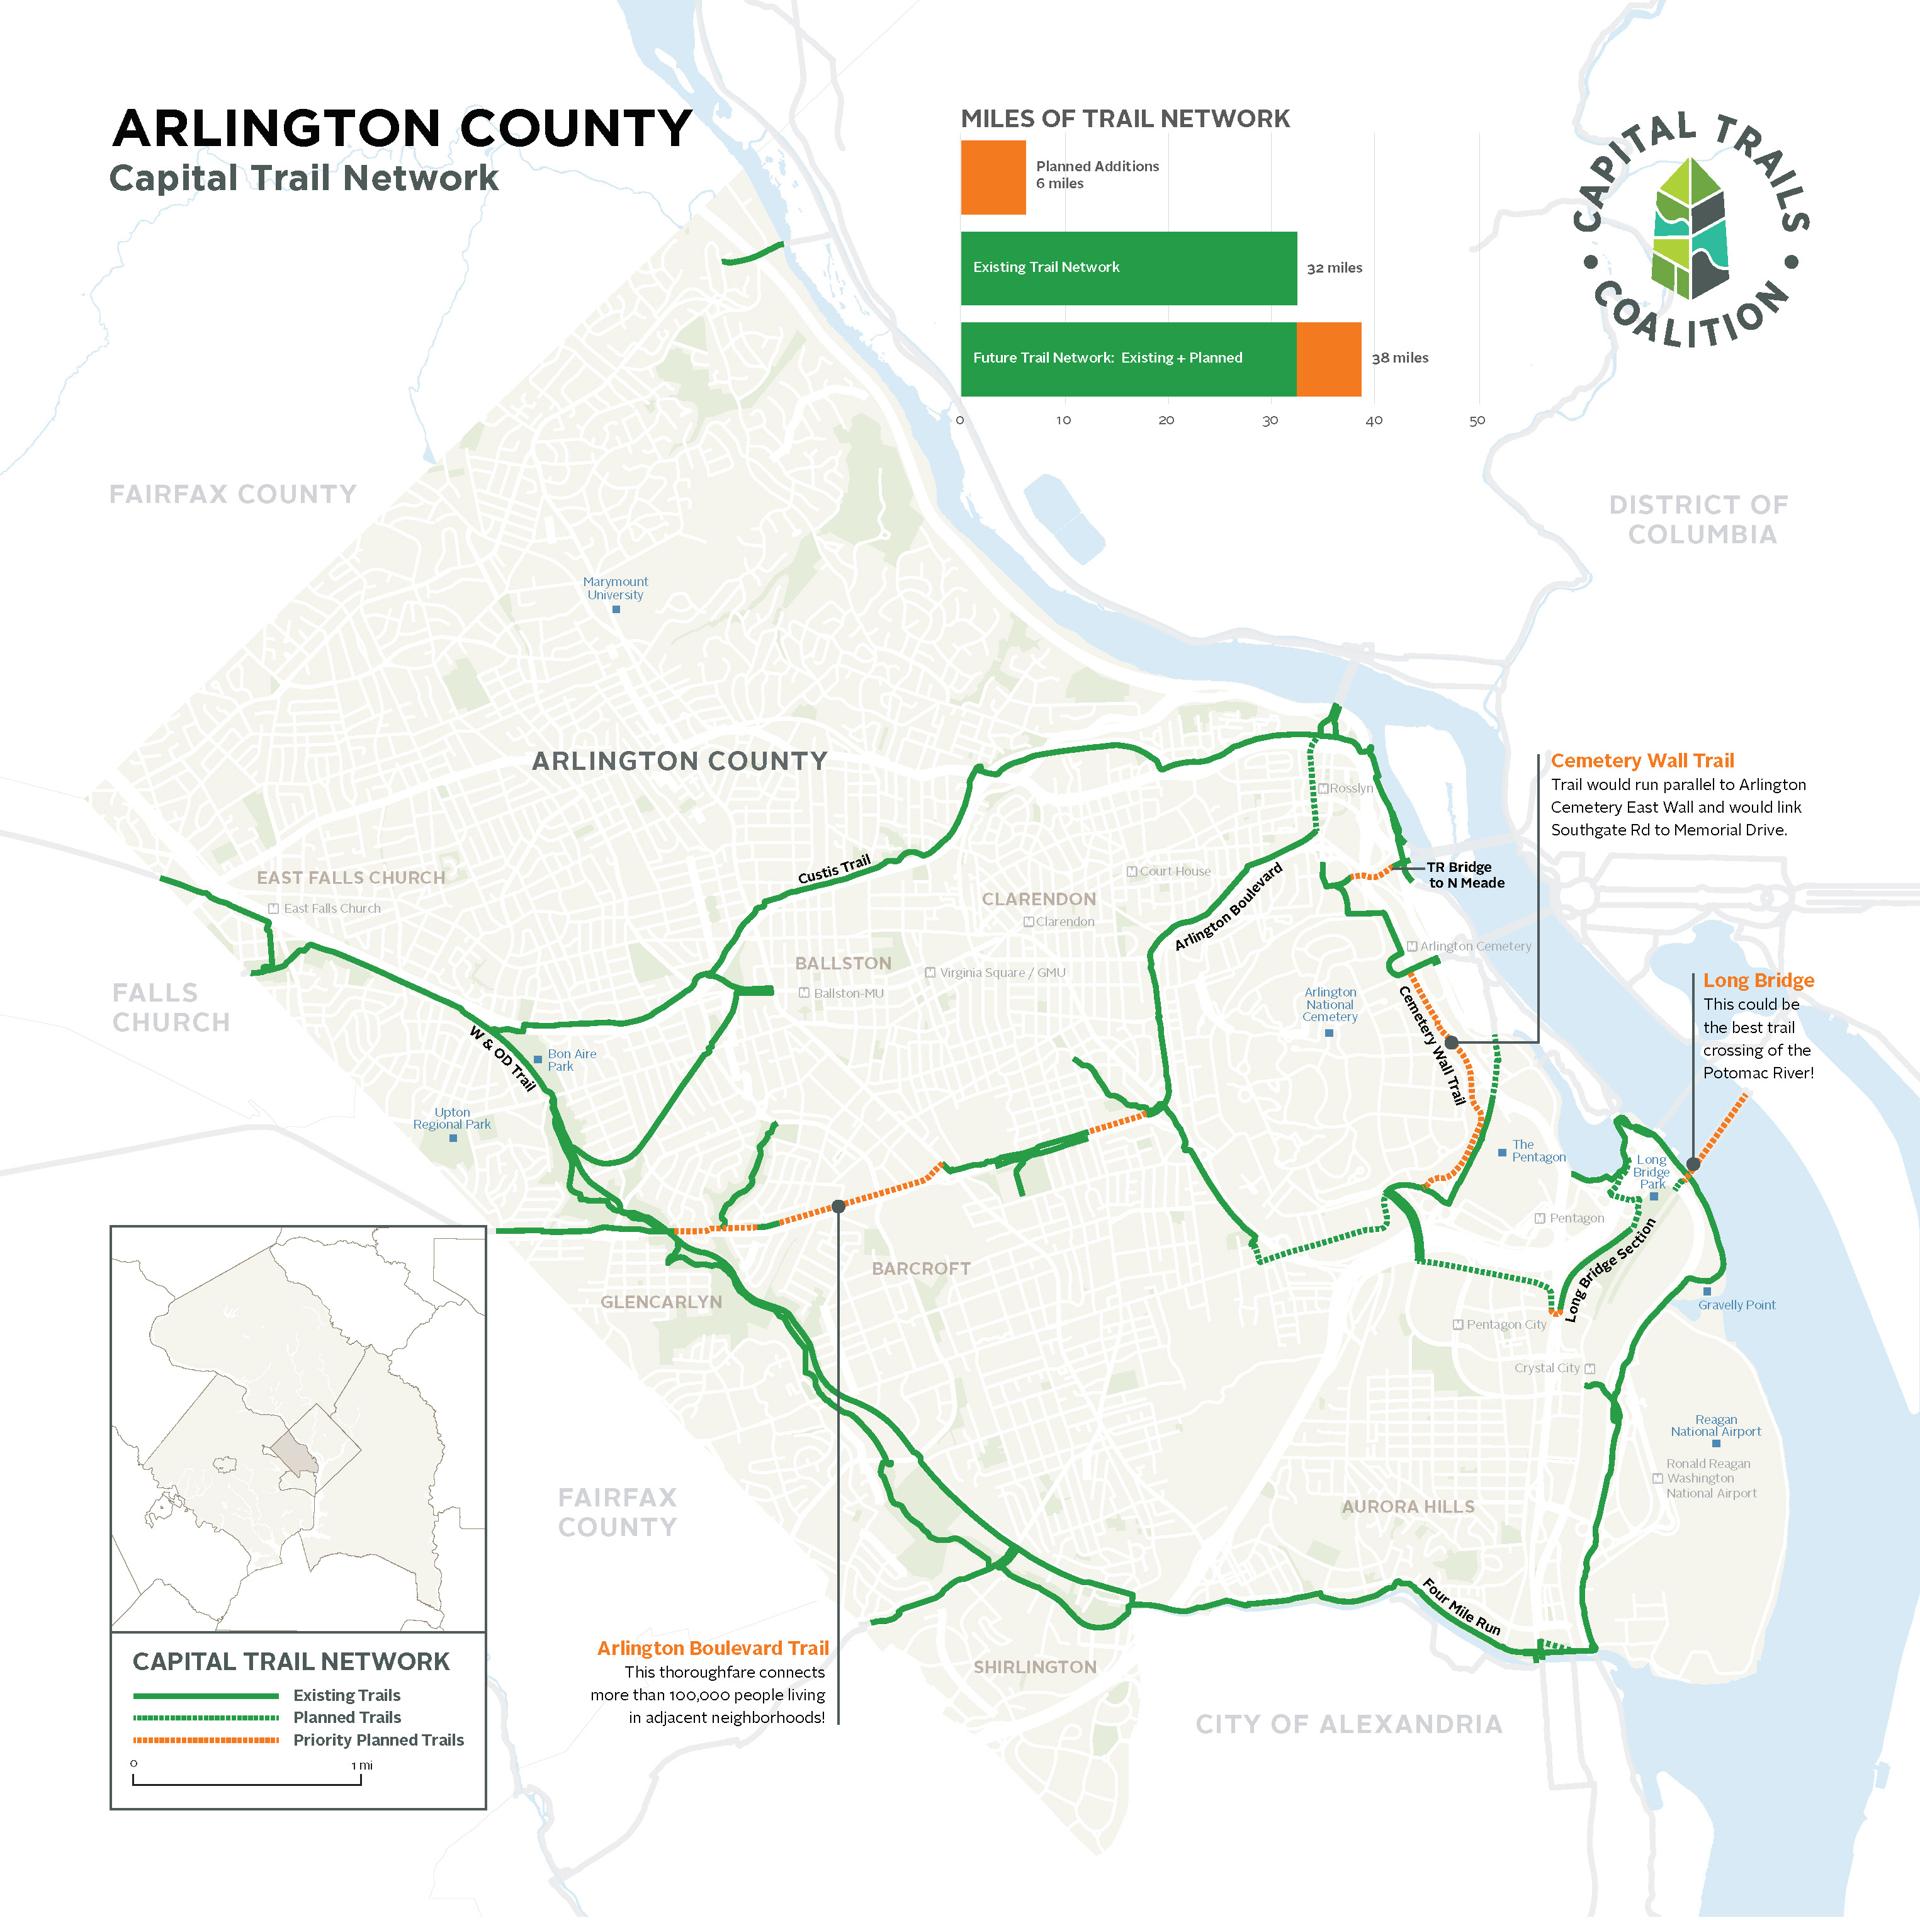 ARLINGTON COUNTY
Capital Trail Network
MILES OF TRAIL NETWORK
Planned Additions
6 miles
Existing Trail Network
32 miles
Future Trail Network: Existing + Planned
38 miles
0
10
20
30
40
50
CAPITAL TRAILS
COALITION
FAIRFAX COUNTY
DISTRICT OF
COLUMBIA
Marymount
University
ARLINGTON COUNTY
Cemetery Wall Trail
Trail would run parallel to Arlington
Cemetery East Wall and would link
Southgate Rd to Memorial Drive.
M Rosslyn
Custis Trail
TR Bridge
to N Meade
EAST FALLS CHURCH
M East Falls Church
M Court House
CLARENDON
M Clarendon
Arlington Boulevard
M Arlington Cemetery
BALLSTON
M Virginia Square / GMU
M Ballston-MU
FALLS
CHURCH
Long Bridge
This could be
the best trail
crossing of the
Potomac River!
Arlington
National
Cemetery
Cemetery Wall Trail
W & OD Trail
Bon Aire
Park
Upton
Regional Park
The
Pentagon
Long
Bridge
Park
M Pentagon
BARCROFT
Long Bridge Section
GLENCARLYN
Gravelly Point
M Pentagon City
Crystal City M
Reagan
National Airport
Ronald Reagan
M Washington
National Airport
FAIRFAX
COUNTY
AURORA HILLS
Four Mile Run
Arlington Boulevard Trail
This thoroughfare connects
more than 100,000 people living
in adjacent neighborhoods!
SHIRLINGTON
CITY OF ALEXANDRIA
CAPITAL TRAIL NETWORK
Existing Trails
Planned Trails
Priority Planned Trails
0
1 mi